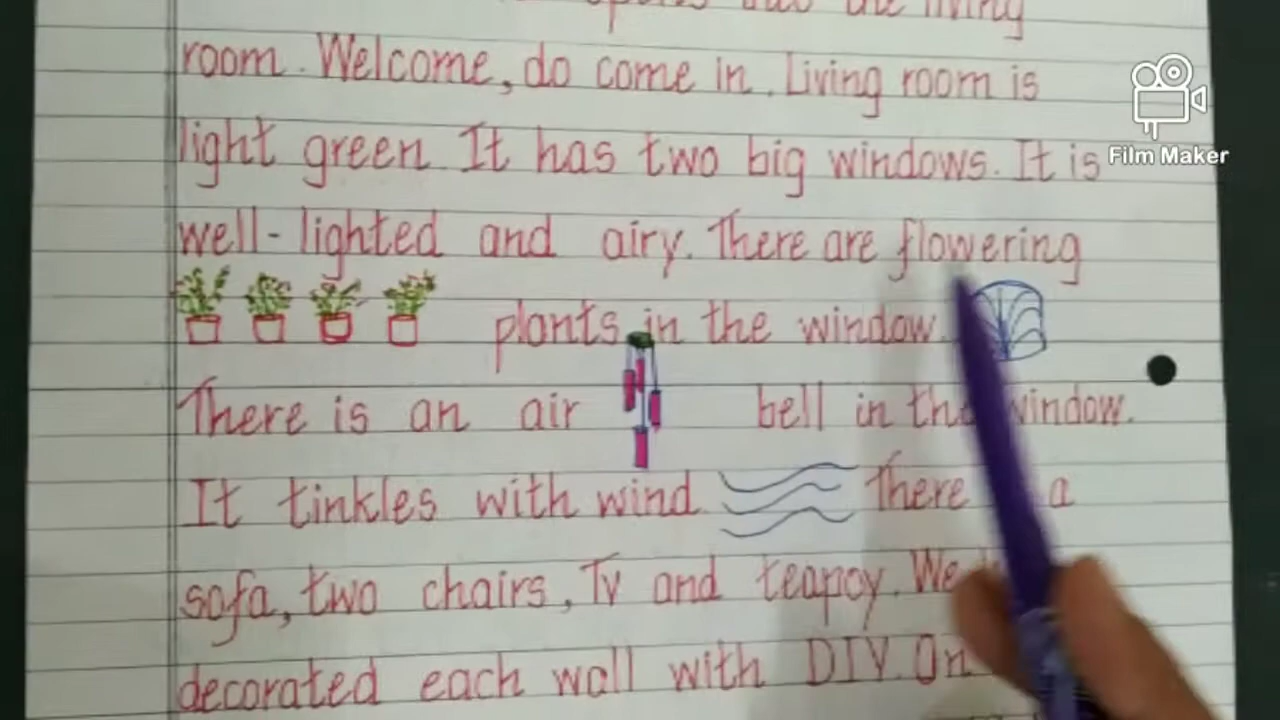 the living
room. Welcome, do come in. Living room is
light green. It has two big windows. It is
well-lighted and airy. There are flowering
plants in the window.
There is an air bell in the window.
It tinkles with wind There a
sofa, two chairs, Tv and teapoy. We
decorated each wall with DIY. On
Film Maker